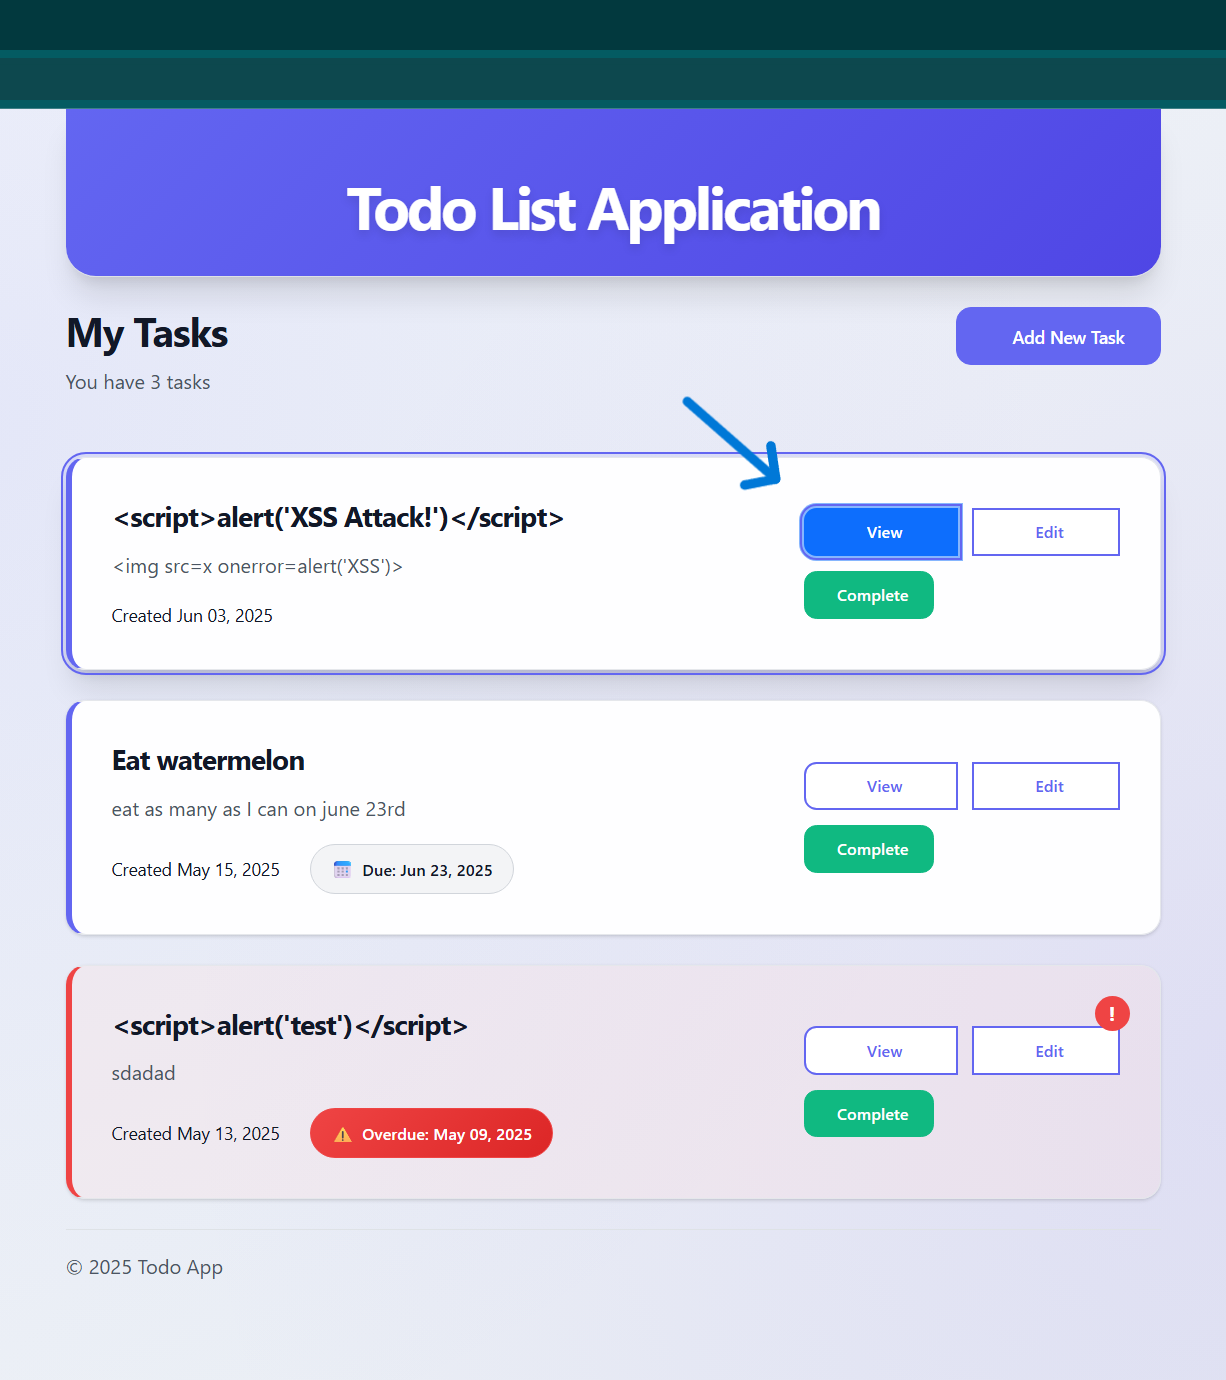 Todo List Application
My Tasks
Add New Task
You have 3 tasks
<script>alert('XSS Attack!')</script>
<img src=x onerror=alert('XSS')>
Created Jun 03, 2025
View
Edit
Complete
Eat watermelon
eat as many as I can on june 23rd
Created May 15, 2025
Due: Jun 23, 2025
View
Edit
Complete
<script>alert('test')</script>
sdadad
Created May 13, 2025
Overdue: May 09, 2025
!
View
Edit
Complete
© 2025 Todo App